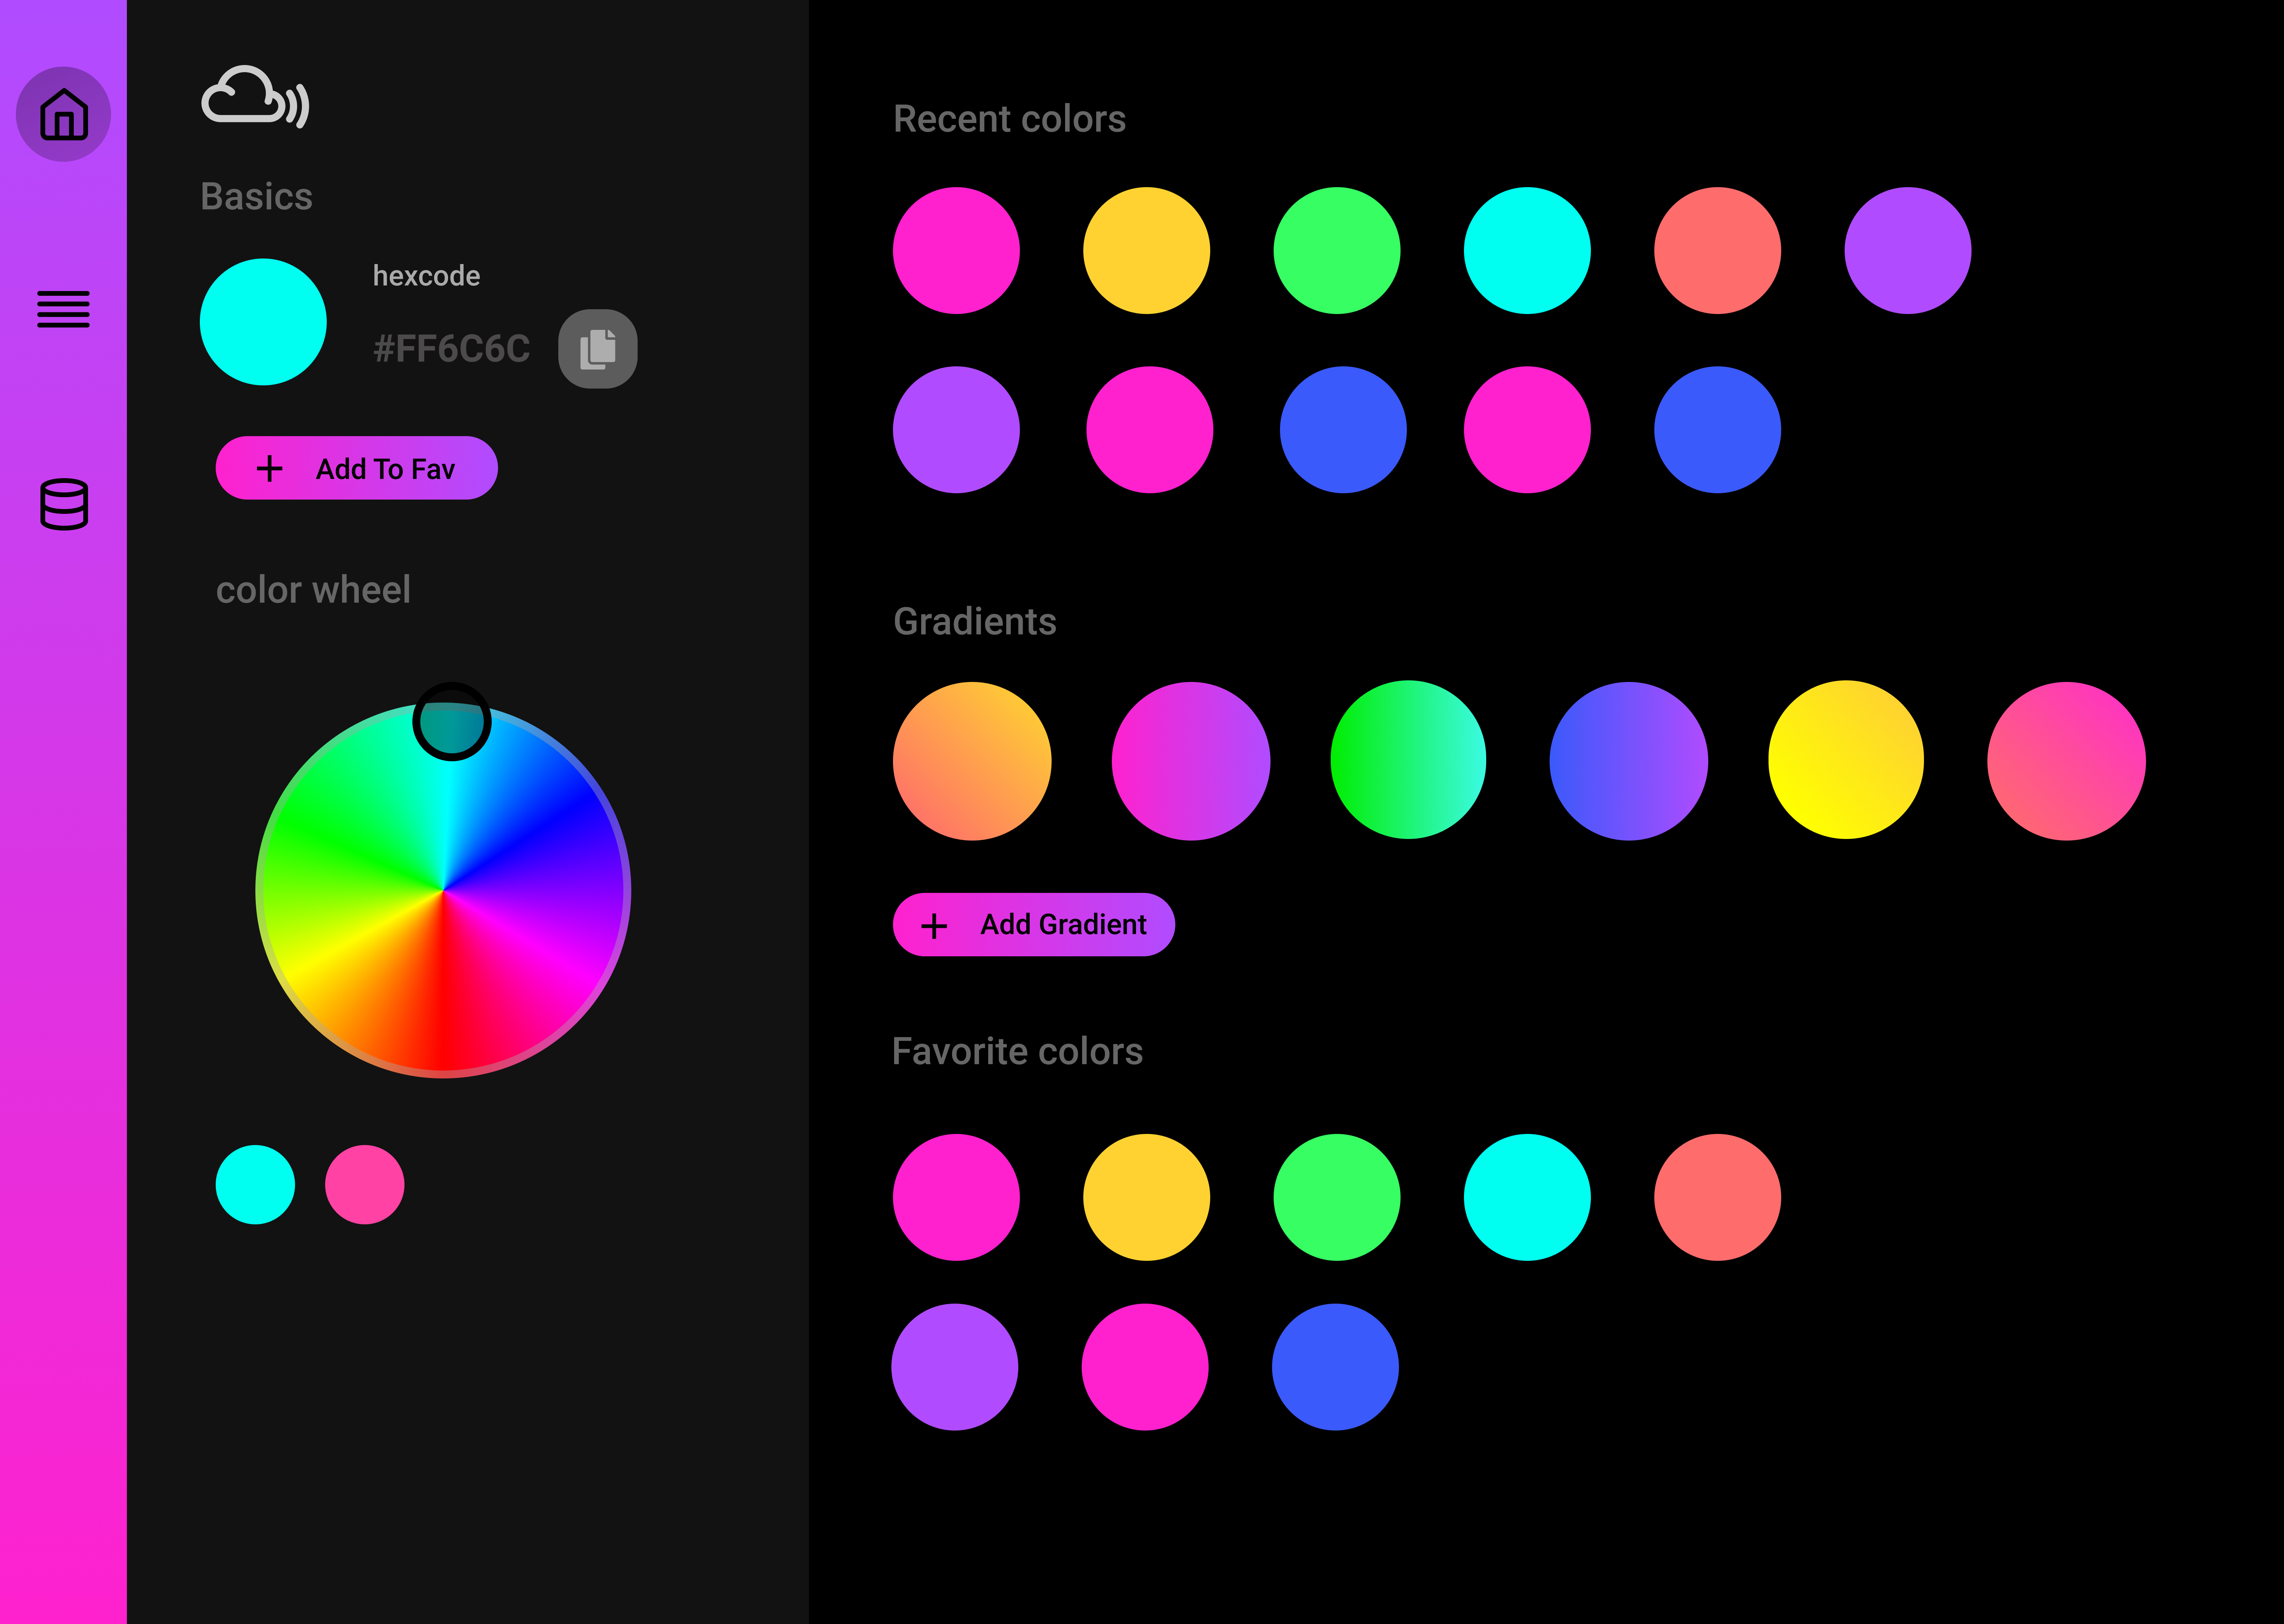 Basics
hexcode
#FF6C6C
Add To Fav
color wheel
Recent colors
Gradients
Add Gradient
Favorite colors